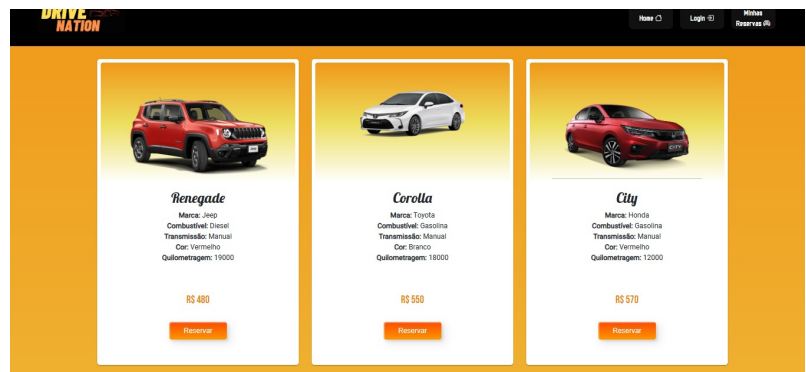 DRIVE
NATION
Home
Login
Minhas
Reservas
Renegade
Marca: Jeep
Combustível: Diesel
Transmissão: Manual
Cor: Vermelho
Quilometragem: 19000
R$ 480
Reservar
Corolla
Marca: Toyota
Combustível: Gasolina
Transmissão: Manual
Cor: Branco
Quilometragem: 18000
R$ 550
Reservar
CITY
City
Marca: Honda
Combustível: Gasolina
Transmissão: Manual
Cor: Vermelho
Quilometragem: 12000
R$ 570
Reservar